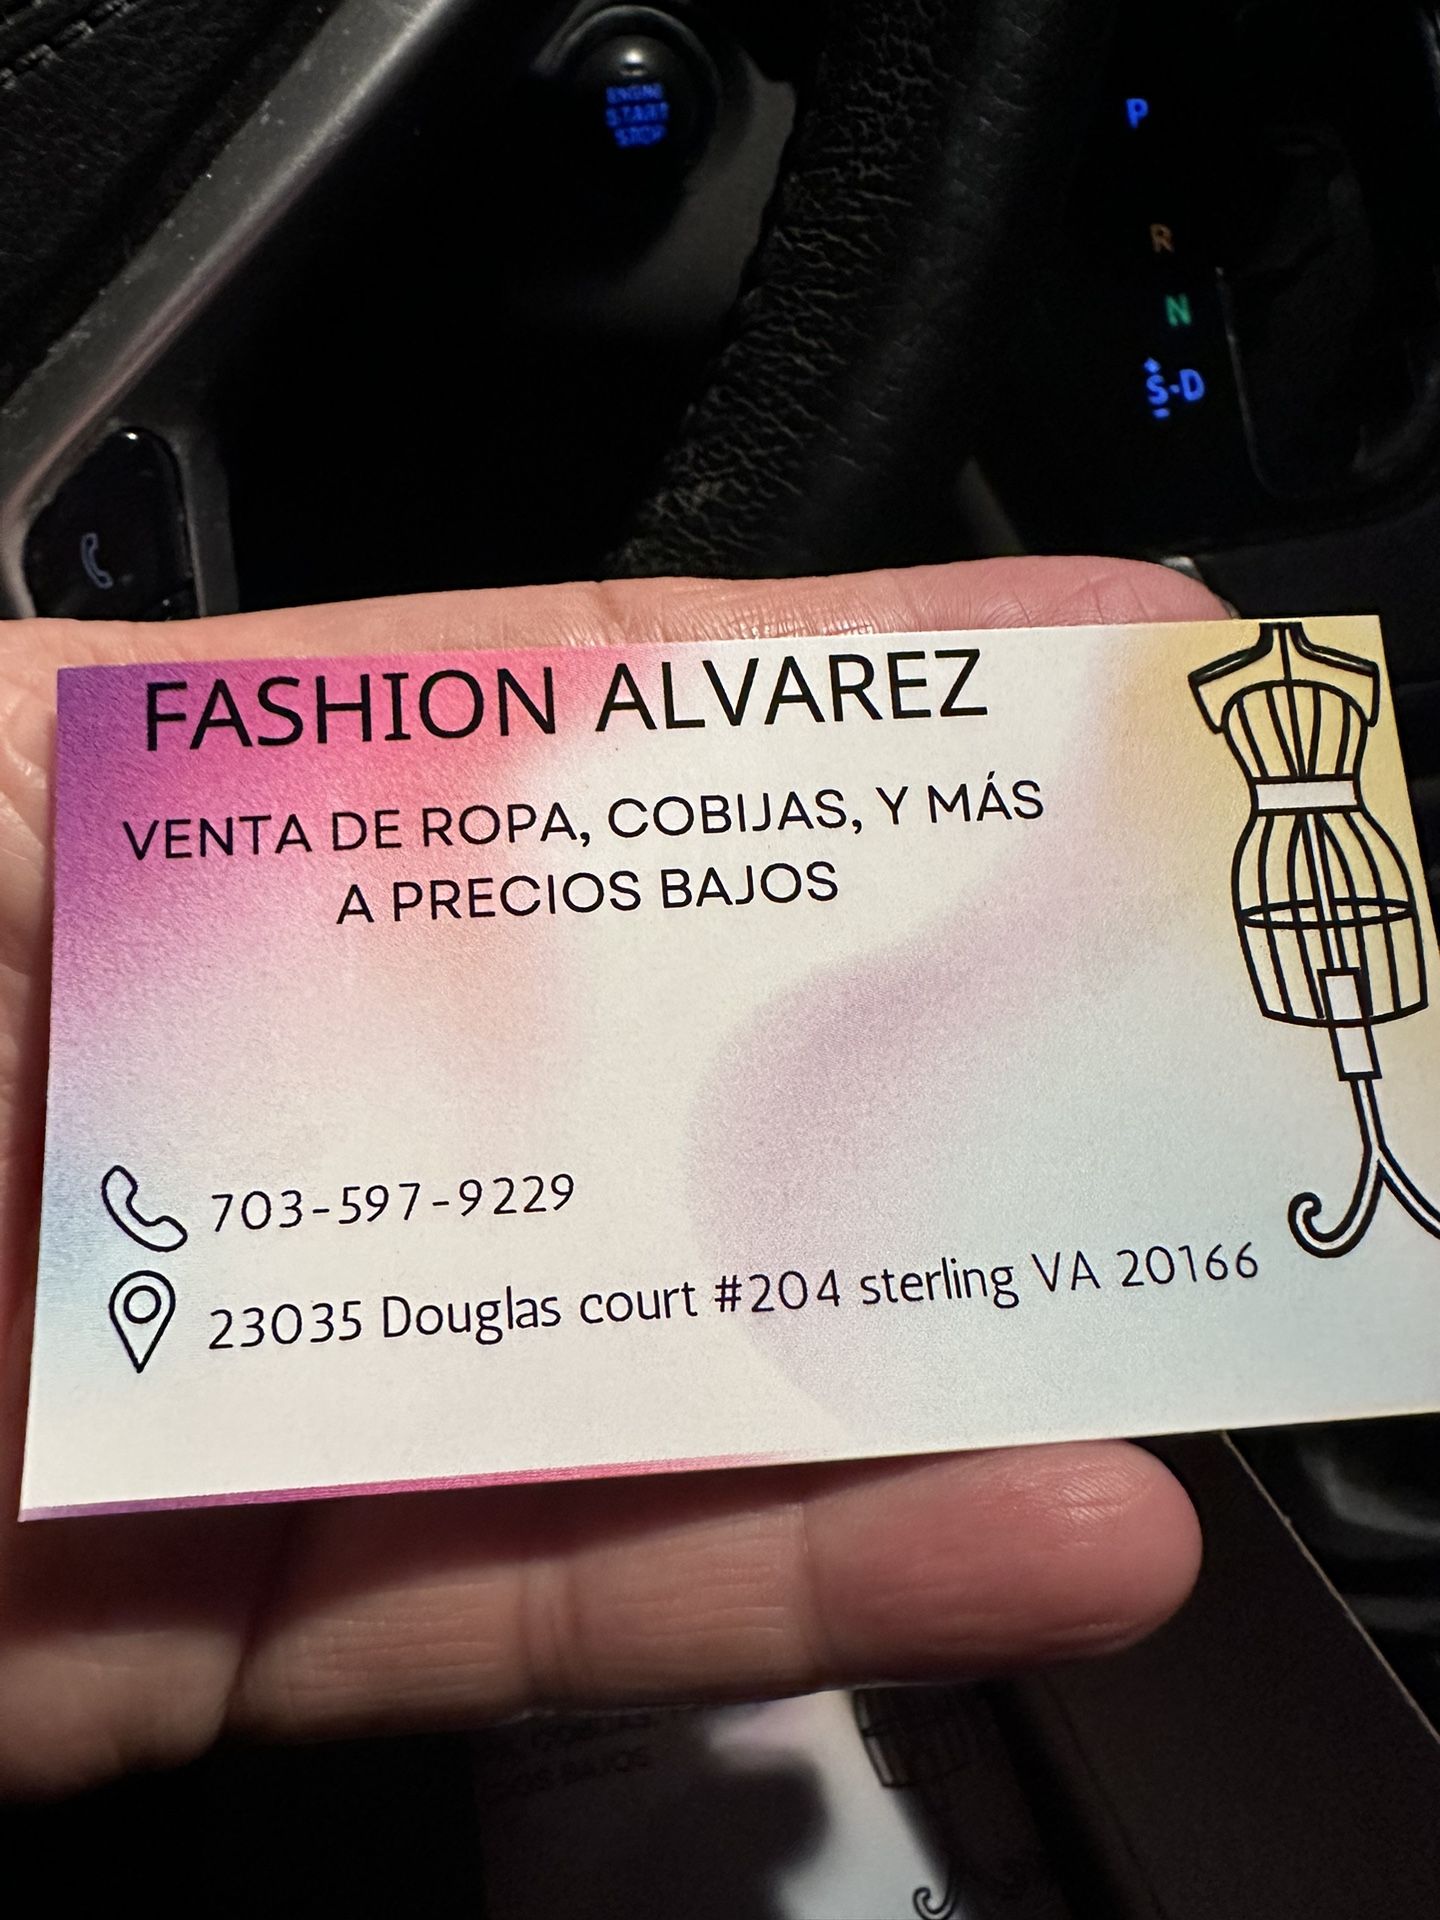 ENGINE
START
STOP
P
R
N
+
S-D
-
FASHION ALVAREZ
VENTA DE ROPA, COBIJAS, Y MÁS
A PRECIOS BAJOS
703-597-9229
23035 Douglas court #204 sterling VA 20166